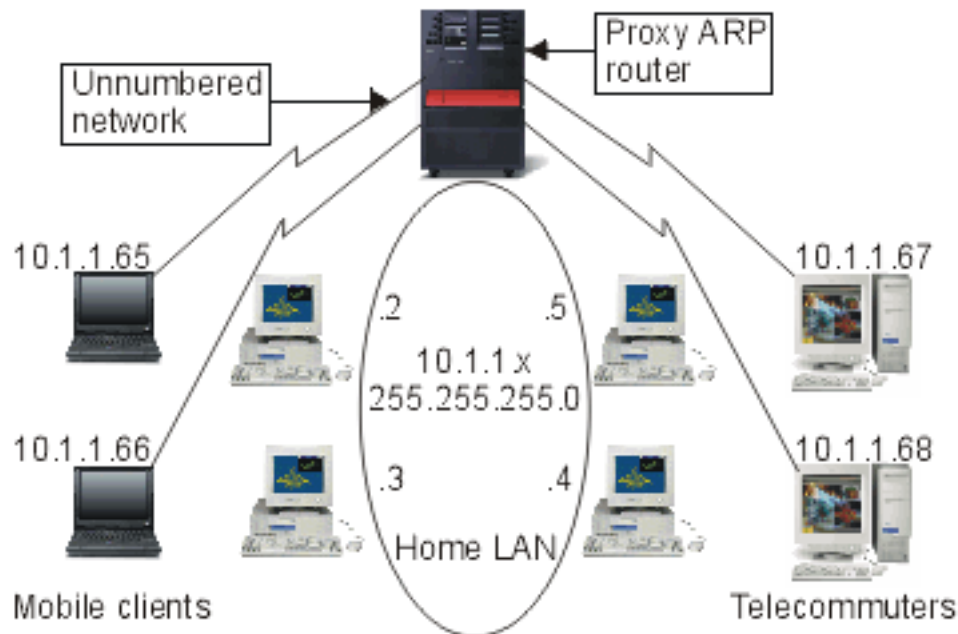 Proxy ARP
router
Unnumbered
network
10.1.1.65
10.1.1.67
.2
.5
10.1.1.x
255.255.255.0
10.1.1.66
10.1.1.68
.3
.4
Home LAN
Mobile clients
Telecommuters